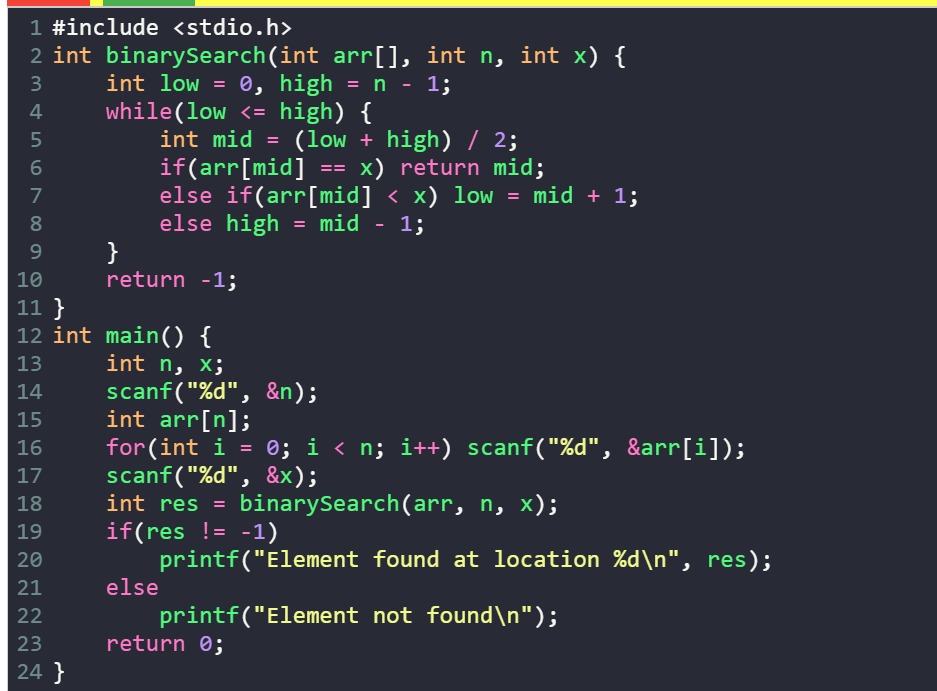 1 #include <stdio.h>
2 int binarySearch(int arr[], int n, int x) {
3     int low = 0, high = n - 1;
4     while(low <= high) {
5         int mid = (low + high) / 2;
6         if(arr[mid] == x) return mid;
7         else if(arr[mid] < x) low = mid + 1;
8         else high = mid - 1;
9     }
10     return -1;
11 }
12 int main() {
13     int n, x;
14     scanf("%d", &n);
15     int arr[n];
16     for(int i = 0; i < n; i++) scanf("%d", &arr[i]);
17     scanf("%d", &x);
18     int res = binarySearch(arr, n, x);
19     if(res != -1)
20         printf("Element found at location %d\n", res);
21     else
22         printf("Element not found\n");
23     return 0;
24 }